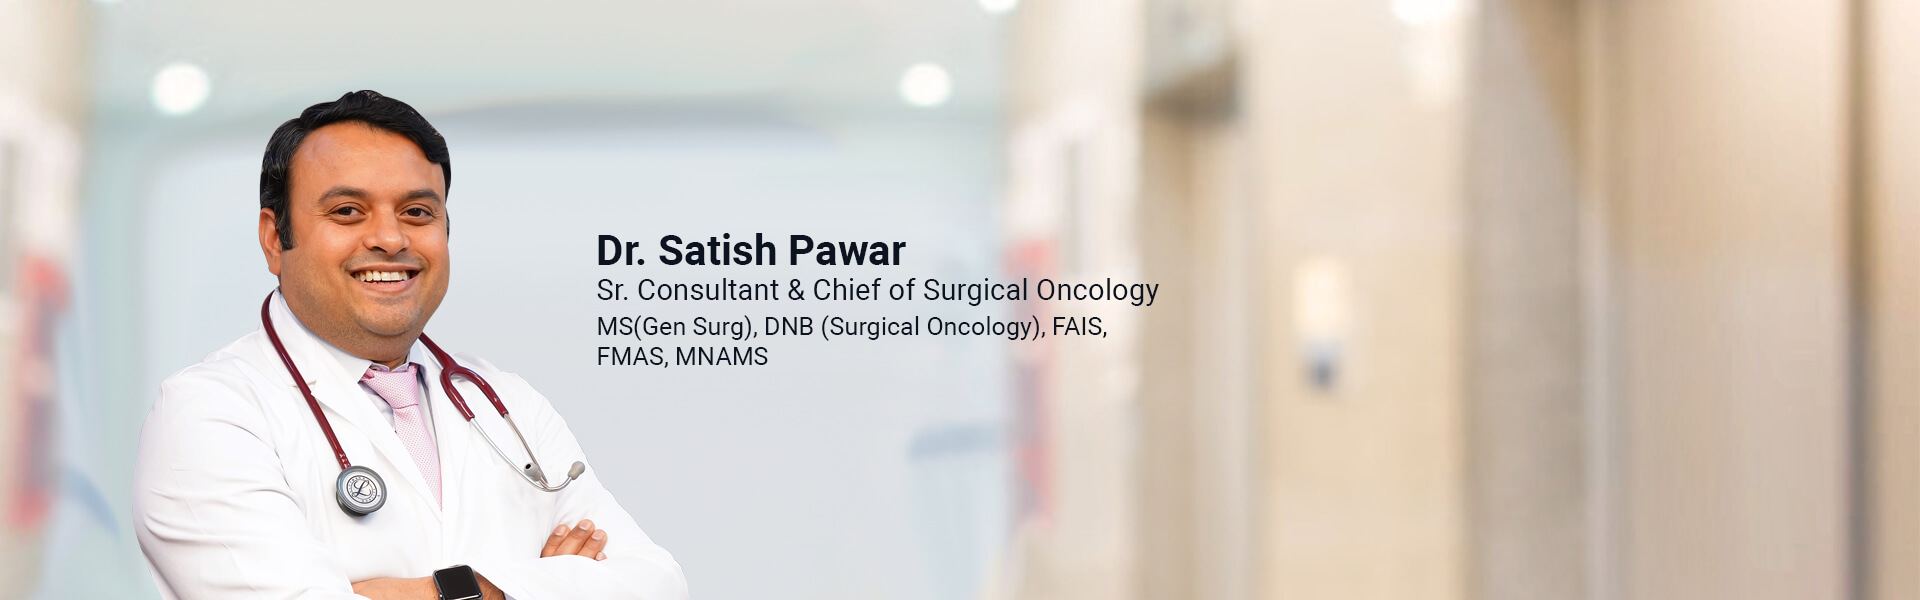 Dr. Satish Pawar
Sr. Consultant & Chief of Surgical Oncology
MS(Gen Surg), DNB (Surgical Oncology), FAIS,
FMAS, MNAMS